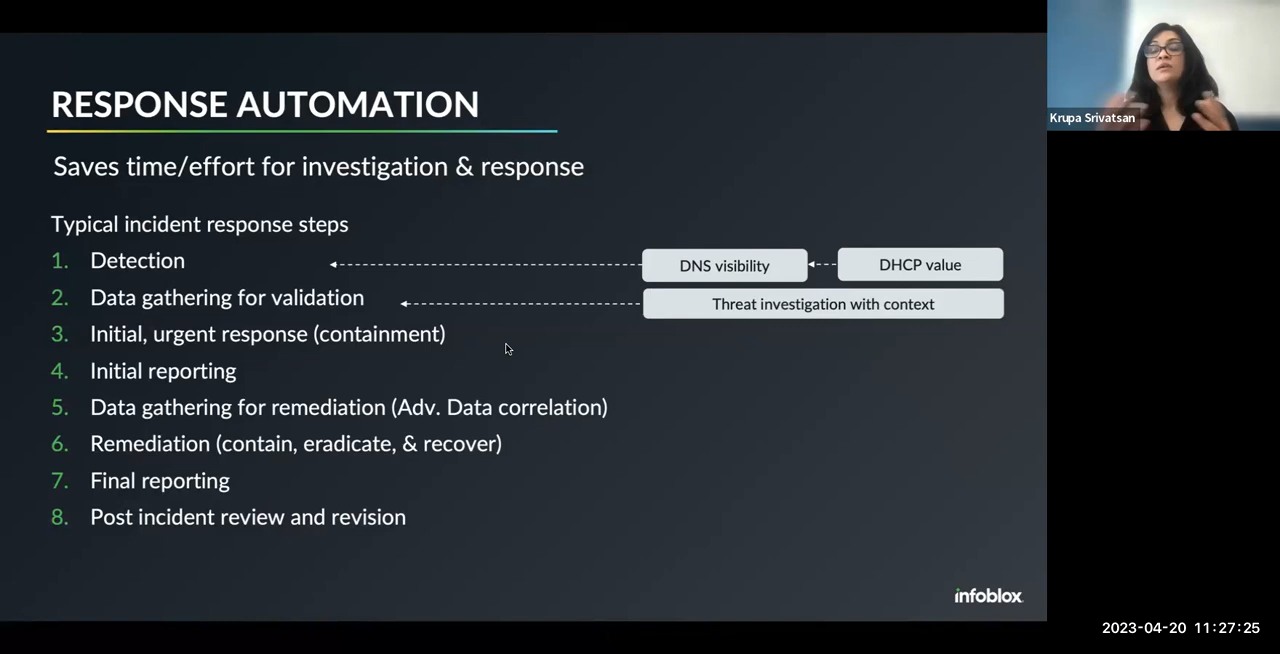 RESPONSE AUTOMATION
Saves time/effort for investigation & response
Typical incident response steps
1. Detection
2. Data gathering for validation
3. Initial, urgent response (containment)
4. Initial reporting
5. Data gathering for remediation (Adv. Data correlation)
6. Remediation (contain, eradicate, & recover)
7. Final reporting
8. Post incident review and revision
DNS visibility
DHCP value
Threat investigation with context
infoblox
Krupa Srivatsan
2023-04-20 11:27:25